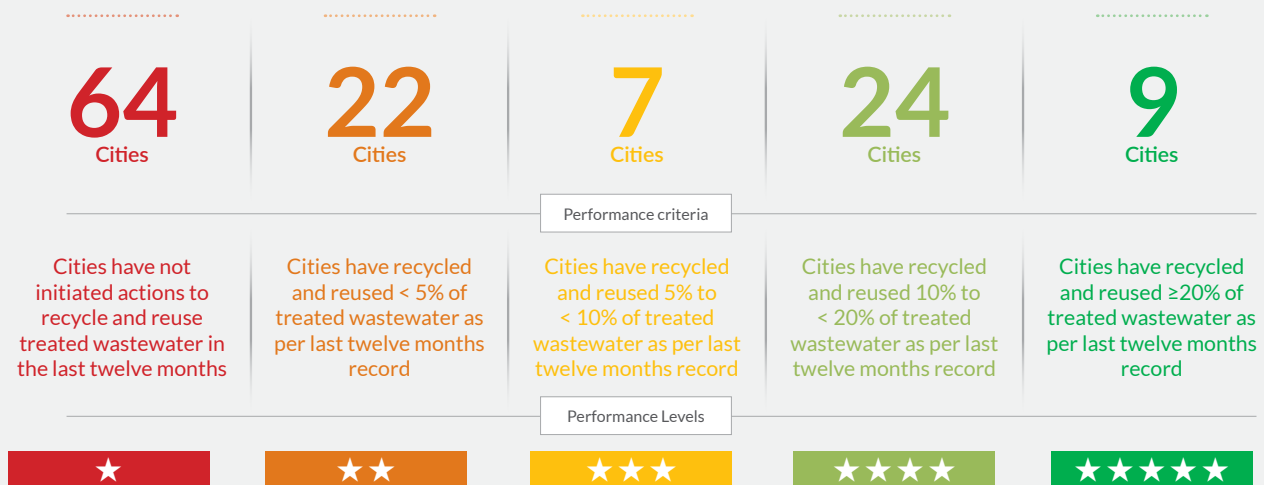 64
Cities
22
Cities
7
Cities
24
Cities
9
Cities
Performance criteria
Cities have not
initiated actions to
recycle and reuse
treated wastewater in
the last twelve months
Cities have recycled
and reused < 5% of
treated wastewater as
per last twelve months
record
Cities have recycled
and reused 5% to
< 10% of treated
wastewater as per last
twelve months record
Cities have recycled
and reused 10% to
< 20% of treated
wastewater as per last
twelve months record
Cities have recycled
and reused ≥20% of
treated wastewater as
per last twelve months
record
Performance Levels